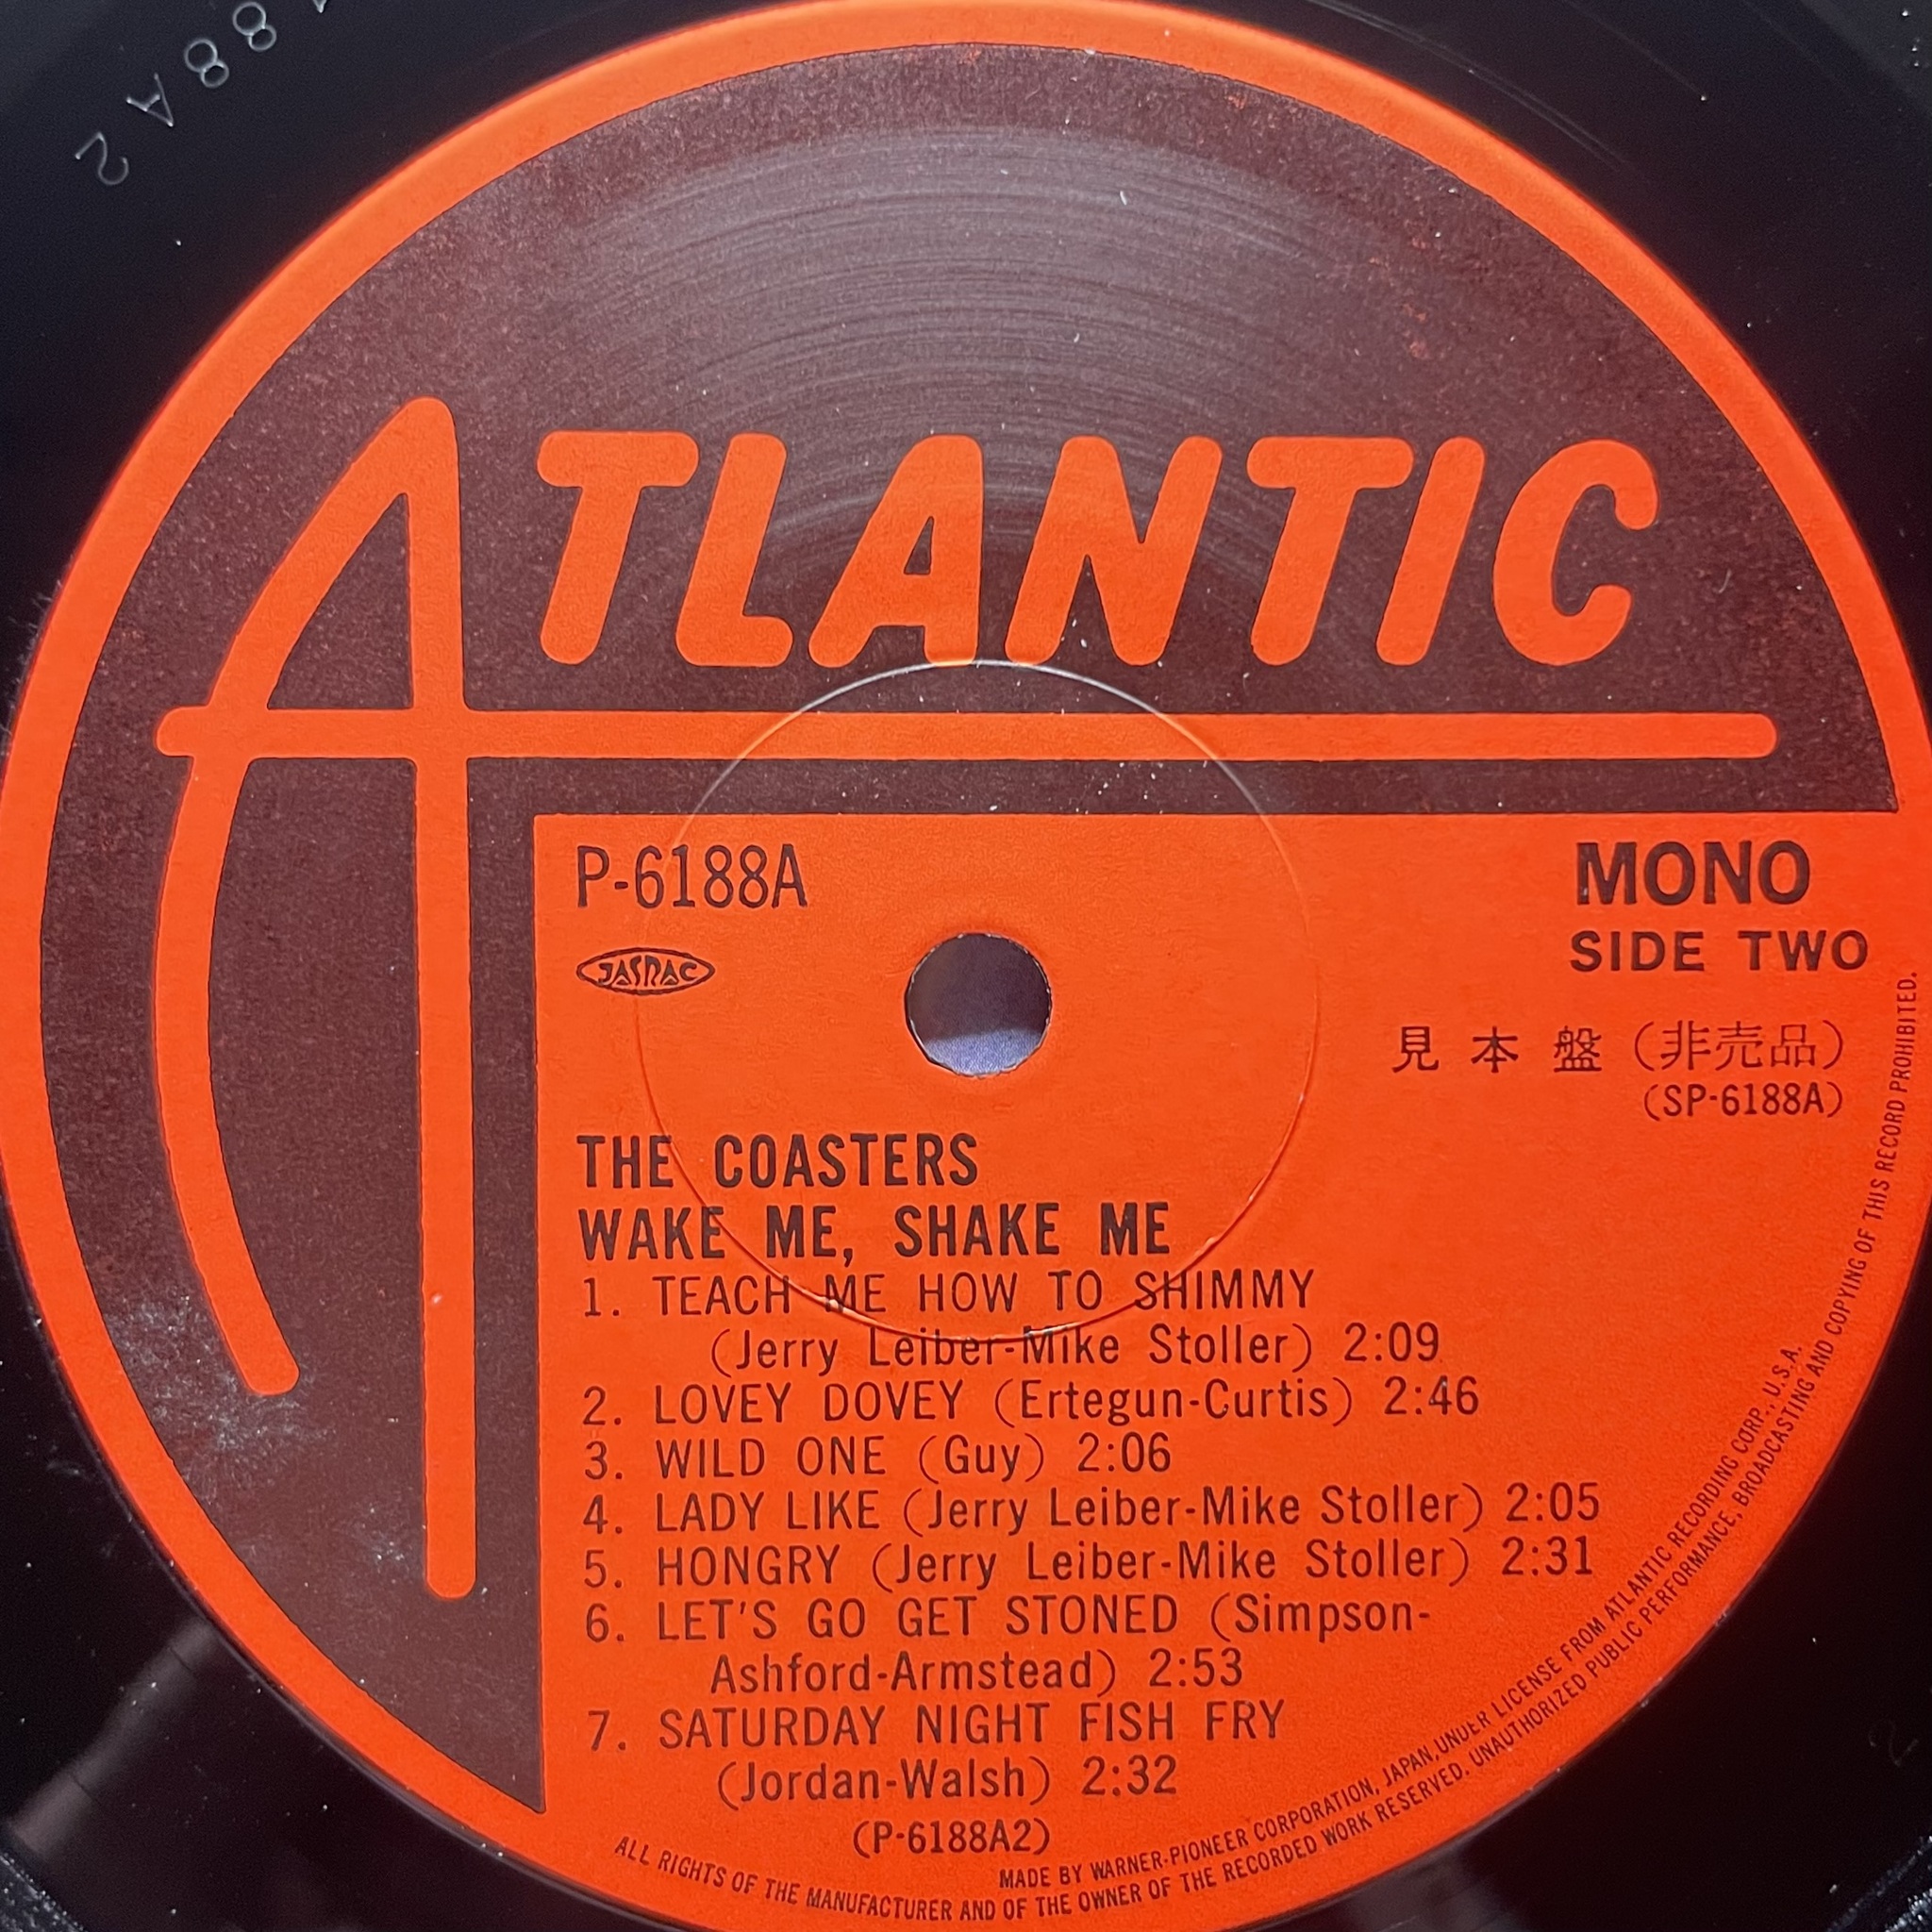 88A2
ATLANTIC
P-6188A
MONO
JASRAC
SIDE TWO
見本盤(非売品)
(SP-6188A)
THE COASTERS
WAKE ME, SHAKE ME
1. TEACH ME HOW TO SHIMMY
(Jerry Leiber-Mike Stoller) 2:09
2. LOVEY DOVEY (Ertegun-Curtis) 2:46
3. WILD ONE (Guy) 2:06
4. LADY LIKE (Jerry Leiber-Mike Stoller) 2:05
5. HONGRY (Jerry Leiber-Mike Stoller) 2:31
6. LET'S GO GET STONED (Simpson-
Ashford-Armstead) 2:53
7. SATURDAY NIGHT FISH FRY
(Jordan-Walsh) 2:32
(P-6188A2)
MADE BY WARNER-PIONEER CORPORATION, JAPAN, UNDER LICENSE FROM ATLANTIC RECORDING CORP., U.S.A.
ALL RIGHTS OF THE MANUFACTURER AND OF THE OWNER OF THE RECORDED WORK RESERVED. UNAUTHORIZED PUBLIC PERFORMANCE, BROADCASTING AND COPYING OF THIS RECORD PROHIBITED.
2